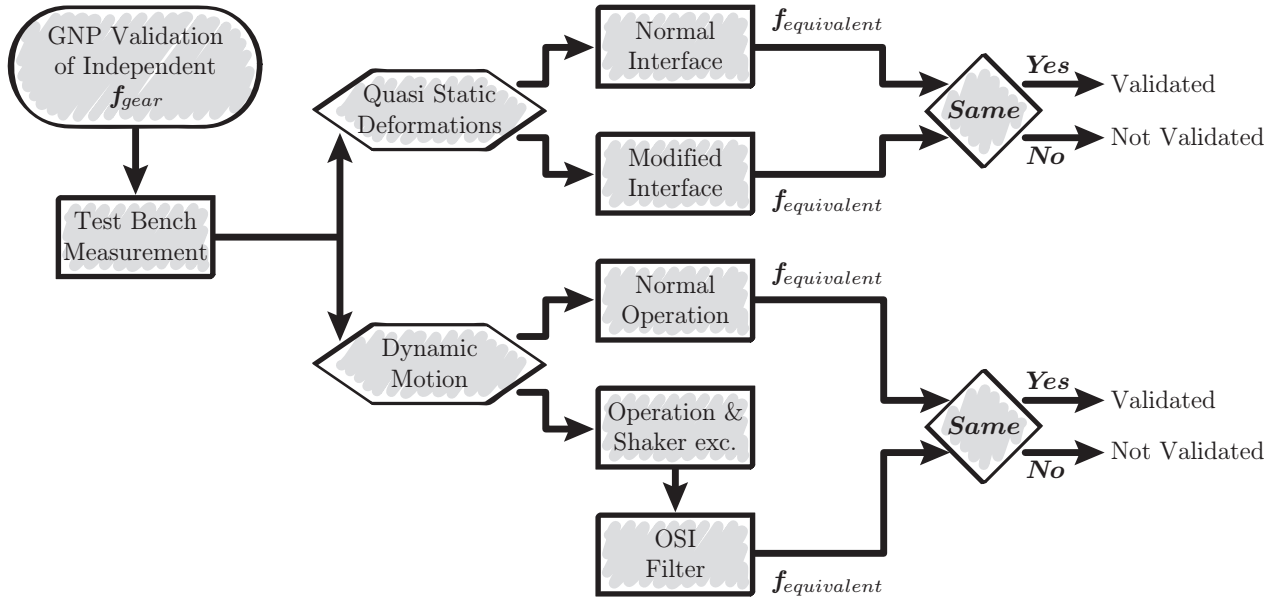 GNP Validation
of Independent
f_gear
Test Bench
Measurement
Quasi Static
Deformations
Normal
Interface
f_equivalent
Modified
Interface
f_equivalent
Same
Yes
Validated
No
Not Validated
Dynamic
Motion
Normal
Operation
f_equivalent
Operation &
Shaker exc.
OSI
Filter
f_equivalent
Same
Yes
Validated
No
Not Validated